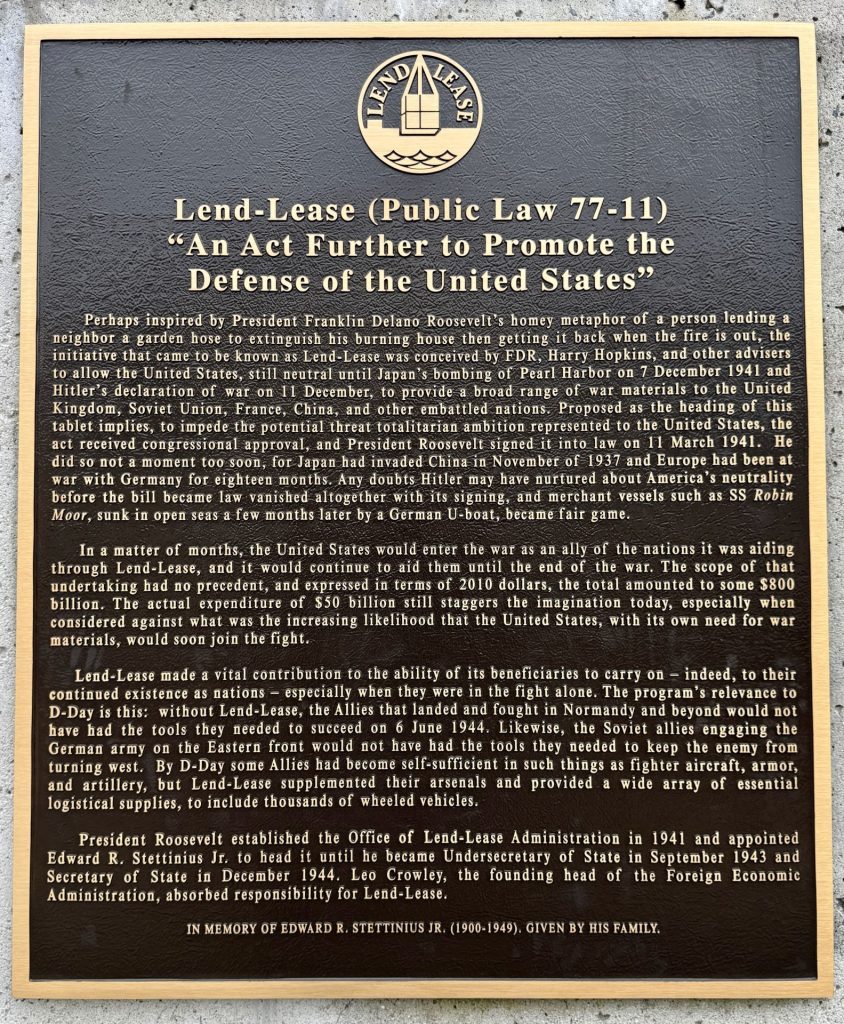 LEND LEASE
Lend-Lease (Public Law 77-11)
“An Act Further to Promote the
Defense of the United States”
Perhaps inspired by President Franklin Delano Roosevelt’s homey metaphor of a person lending a
neighbor a garden hose to extinguish his burning house then getting it back when the fire is out, the
initiative that came to be known as Lend-Lease was conceived by FDR, Harry Hopkins, and other advisers
to allow the United States, still neutral until Japan’s bombing of Pearl Harbor on 7 December 1941 and
Hitler’s declaration of war on 11 December, to provide a broad range of war materials to the United
Kingdom, Soviet Union, France, China, and other embattled nations. Proposed as the heading of this
tablet implies, to impede the potential threat totalitarian ambition represented to the United States, the
act received congressional approval, and President Roosevelt signed it into law on 11 March 1941. He
did so not a moment too soon, for Japan had invaded China in November of 1937 and Europe had been at
war with Germany for eighteen months. Any doubts Hitler may have nurtured about America’s neutrality
before the bill became law vanished altogether with its signing, and merchant vessels such as SS Robin
Moor, sunk in open seas a few months later by a German U-boat, became fair game.
In a matter of months, the United States would enter the war as an ally of the nations it was aiding
through Lend-Lease, and it would continue to aid them until the end of the war. The scope of that
undertaking had no precedent, and expressed in terms of 2010 dollars, the total amounted to some $800
billion. The actual expenditure of $50 billion still staggers the imagination today, especially when
considered against what was the increasing likelihood that the United States, with its own need for war
materials, would soon join the fight.
Lend-Lease made a vital contribution to the ability of its beneficiaries to carry on – indeed, to their
continued existence as nations – especially when they were in the fight alone. The program’s relevance to
D-Day is this: without Lend-Lease, the Allies that landed and fought in Normandy and beyond would not
have had the tools they needed to succeed on 6 June 1944. Likewise, the Soviet allies engaging the
German army on the Eastern front would not have had the tools they needed to keep the enemy from
turning west. By D-Day some Allies had become self-sufficient in such things as fighter aircraft, armor,
and artillery, but Lend-Lease supplemented their arsenals and provided a wide array of essential
logistical supplies, to include thousands of wheeled vehicles.
President Roosevelt established the Office of Lend-Lease Administration in 1941 and appointed
Edward R. Stettinius Jr. to head it until he became Undersecretary of State in September 1943 and
Secretary of State in December 1944. Leo Crowley, the founding head of the Foreign Economic
Administration, absorbed responsibility for Lend-Lease.
IN MEMORY OF EDWARD R. STETTINIUS JR. (1900-1949). GIVEN BY HIS FAMILY.